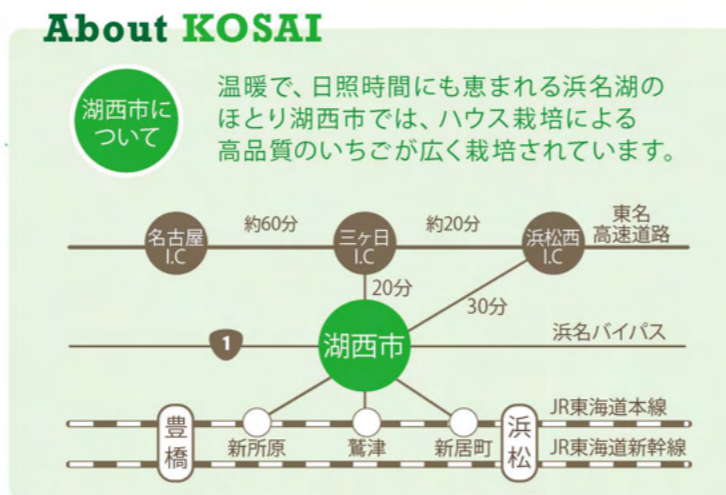 About KOSAI
湖西市に
ついて
温暖で、日照時間にも恵まれる浜名湖の
ほとり湖西市では、ハウス栽培による
高品質のいちごが広く栽培されています。
名古屋
I.C
約60分
三ヶ日
I.C
約20分
浜松西
I.C
東名
高速道路
20分
30分
1
湖西市
浜名バイパス
豊橋
新所原
鷲津
新居町
浜松
JR東海道本線
JR東海道新幹線